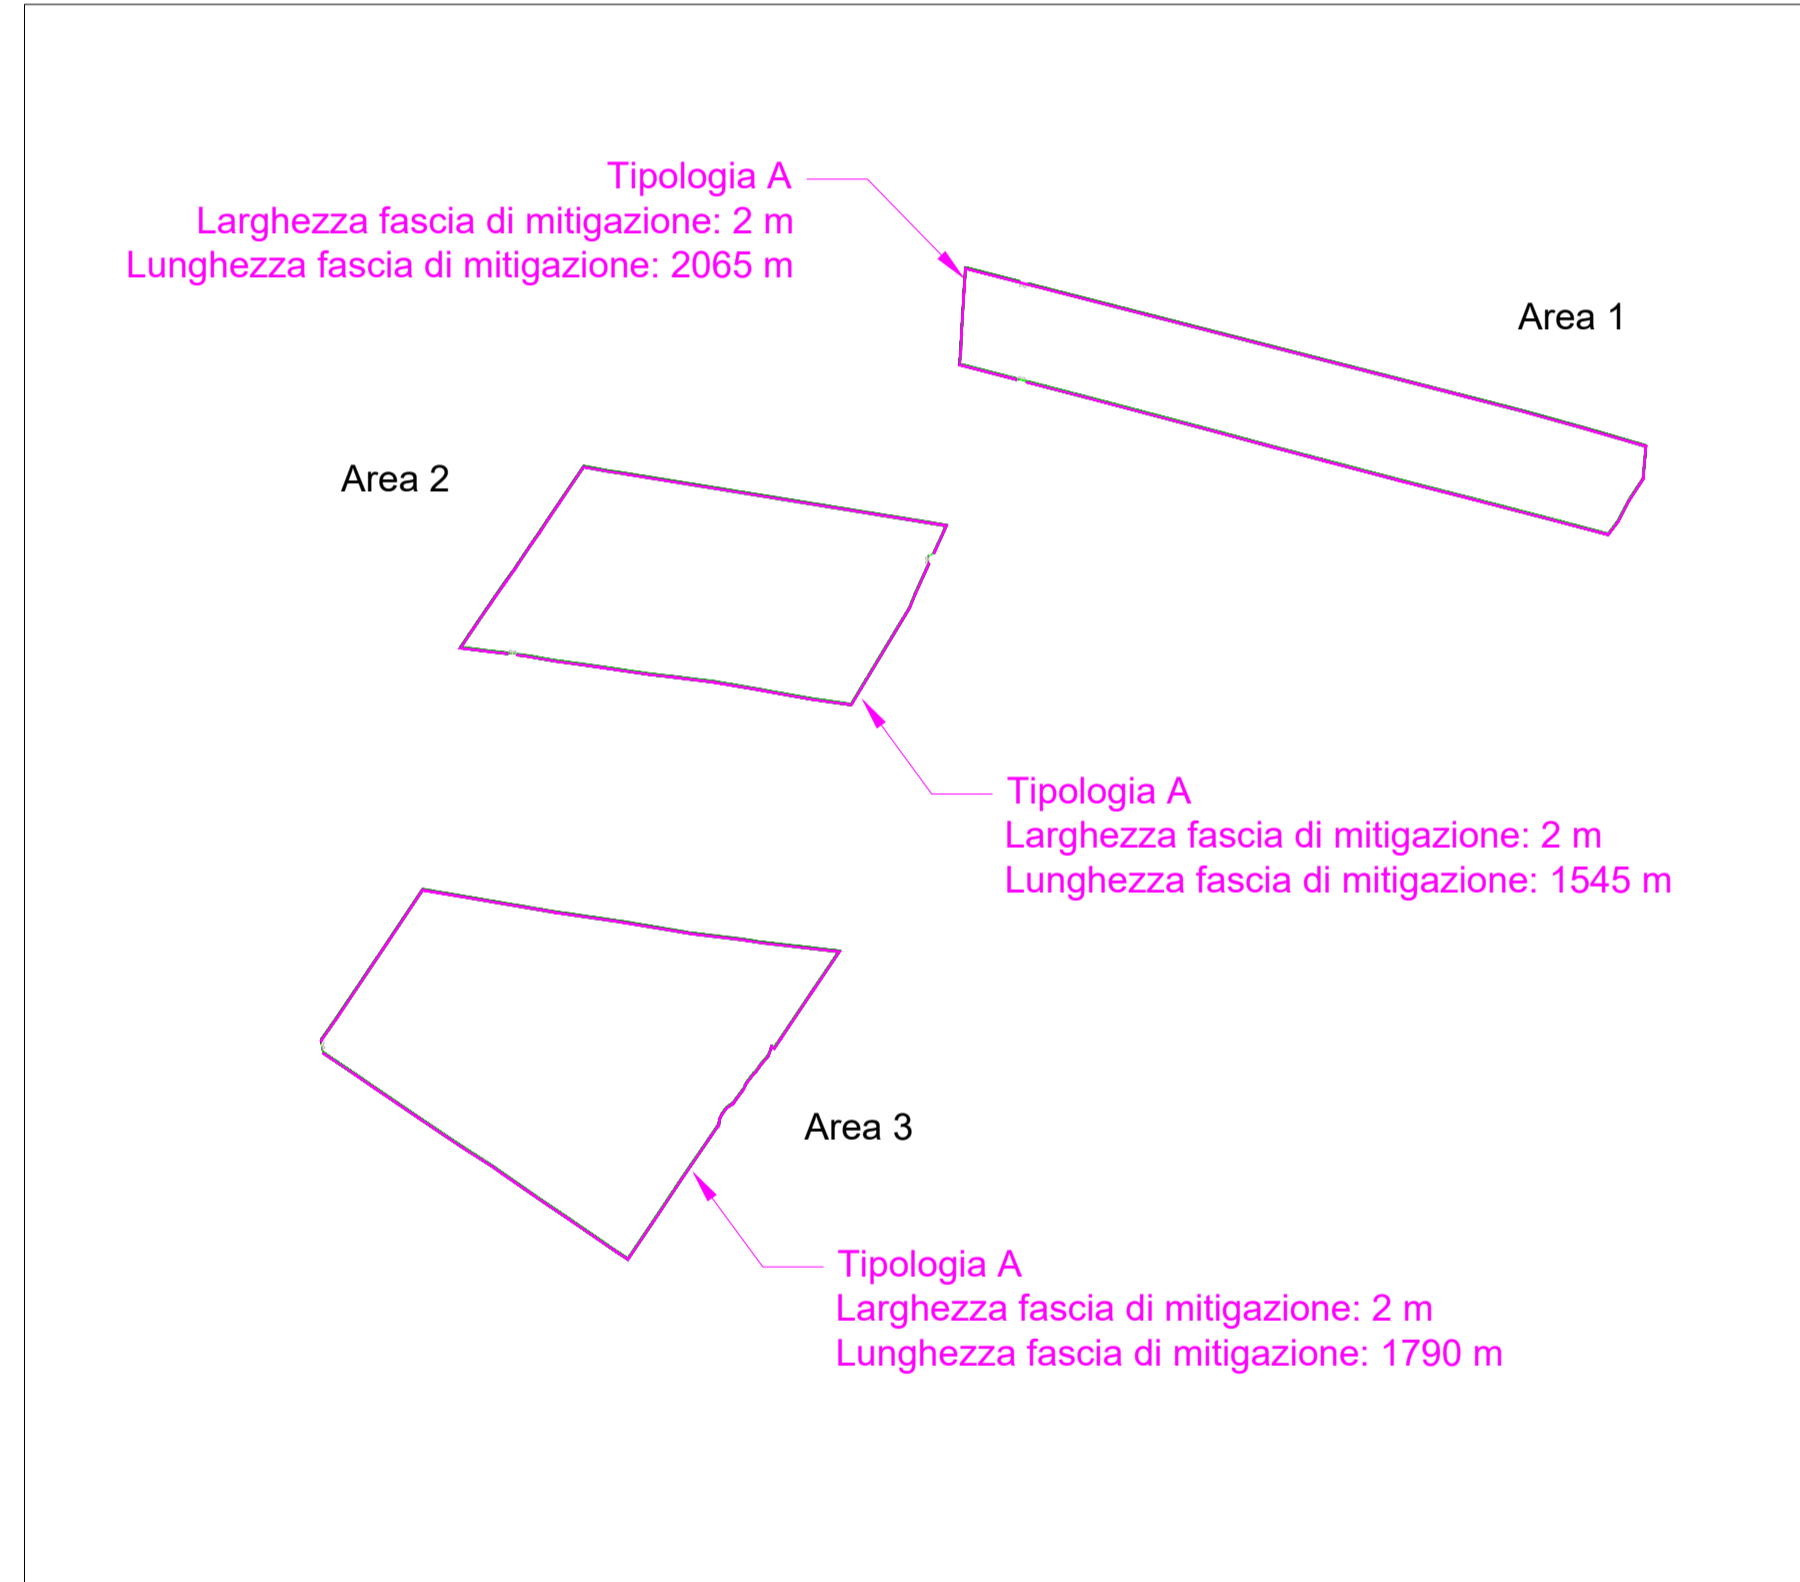 Tipologia A
Larghezza fascia di mitigazione: 2 m
Lunghezza fascia di mitigazione: 2065 m
Area 1
Area 2
Tipologia A
Larghezza fascia di mitigazione: 2 m
Lunghezza fascia di mitigazione: 1545 m
Area 3
Tipologia A
Larghezza fascia di mitigazione: 2 m
Lunghezza fascia di mitigazione: 1790 m